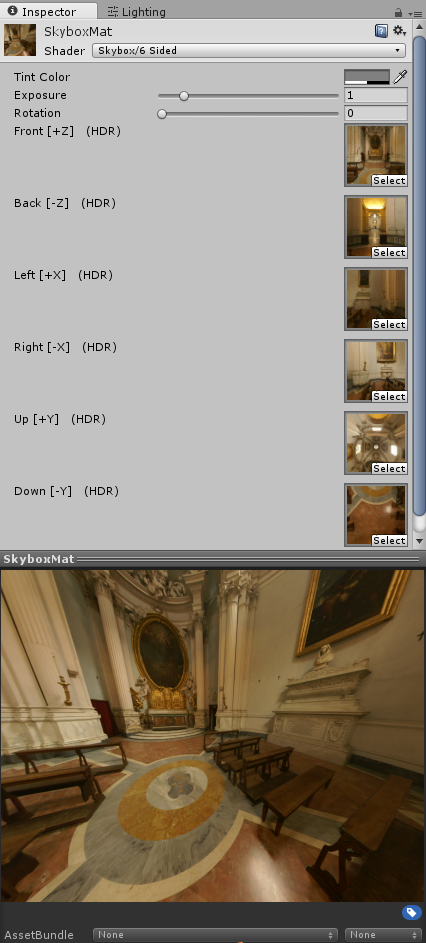 Inspector
Lighting
SkyboxMat
Shader
Skybox/6 Sided
Tint Color
Exposure
1
Rotation
0
Front [+Z] (HDR)
Select
Back [-Z] (HDR)
Select
Left [+X] (HDR)
Select
Right [-X] (HDR)
Select
Up [+Y] (HDR)
Select
Down [-Y] (HDR)
Select
SkyboxMat
AssetBundle
None
None